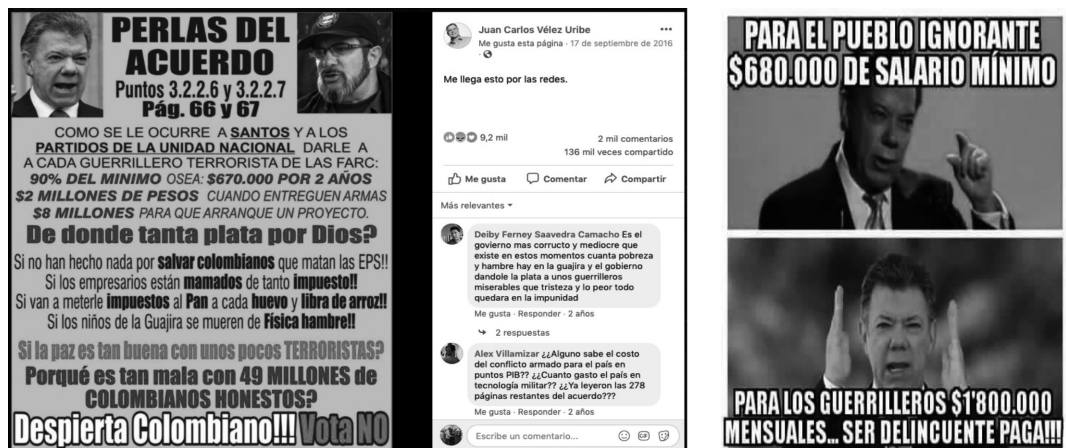 PERLAS DEL
ACUERDO
Puntos 3.2.2.6 y 3.2.2.7
Pág. 66 y 67
COMO SE LE OCURRE A SANTOS Y A LOS
PARTIDOS DE LA UNIDAD NACIONAL DARLE A
A CADA GUERRILLERO TERRORISTA DE LAS FARC:
90% DEL MINIMO OSEA: $670.000 POR 2 AÑOS
$2 MILLONES DE PESOS CUANDO ENTREGUEN ARMAS
$8 MILLONES PARA QUE ARRANQUE UN PROYECTO.
De donde tanta plata por Dios?
Si no han hecho nada por salvar colombianos que matan las EPS!!
Si los empresarios están mamados de tanto impuesto!!
Si van a meterle impuestos al Pan a cada huevo y libra de arroz!!
Si los niños de la Guajira se mueren de Física hambre!!
Si la paz es tan buena con unos pocos TERRORISTAS?
Porqué es tan mala con 49 MILLONES de
COLOMBIANOS HONESTOS?
Despierta Colombiano!!! Vota NO
Juan Carlos Vélez Uribe
Me gusta esta página · 17 de septiembre de 2016
Me llega esto por las redes.
9,2 mil
2 mil comentarios
136 mil veces compartido
Me gusta Comentar Compartir
Más relevantes
Deiby Ferney Saavedra Camacho Es el
govierno mas corructo y mediocre que
existe en estos momentos cuanta pobreza
y hambre hay en la guajira y el gobierno
dandole la plata a unos guerrilleros
miserables que tristeza y lo peor todo
quedara en la impunidad
Me gusta · Responder · 2 años
2 respuestas
Alex Villamizar ¿¿Alguno sabe el costo
del conflicto armado para el país en
puntos PIB?? ¿¿Cuanto gasto el país en
tecnología militar?? ¿¿Ya leyeron las 278
páginas restantes del acuerdo???
Me gusta · Responder · 2 años
Escribe un comentario...
GIF
PARA EL PUEBLO IGNORANTE
$680.000 DE SALARIO MÍNIMO
PARA LOS GUERRILLEROS $1'800.000
MENSUALES... SER DELINCUENTE PAGA!!!